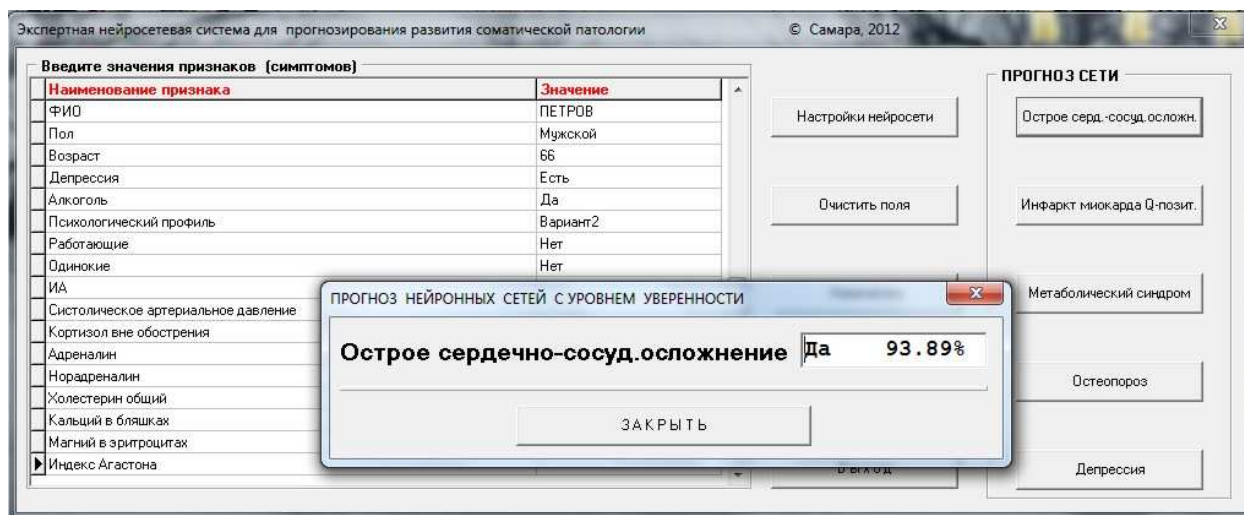 Экспертная нейросетевая система для прогнозирования развития соматической патологии © Самара, 2012
Введите значения признаков (симптомов)
Наименование признака Значение
ФИО ПЕТРОВ
Пол Мужской
Возраст 66
Депрессия Есть
Алкоголь Да
Психологический профиль Вариант2
Работающие Нет
Одинокие Нет
ИА
Систолическое артериальное давление
Кортизол вне обострения
Адреналин
Норадреналин
Холестерин общий
Кальций в бляшках
Магний в эритроцитах
Индекс Агастона
Настройки нейросети
Очистить поля
Выход
ПРОГНОЗ СЕТИ
Острое серд.-сосуд.осложн.
Инфаркт миокарда Q-позит.
Метаболический синдром
Остеопороз
Депрессия
ПРОГНОЗ НЕЙРОННЫХ СЕТЕЙ С УРОВНЕМ УВЕРЕННОСТИ
Острое сердечно-сосуд.осложнение Да 93.89%
ЗАКРЫТЬ